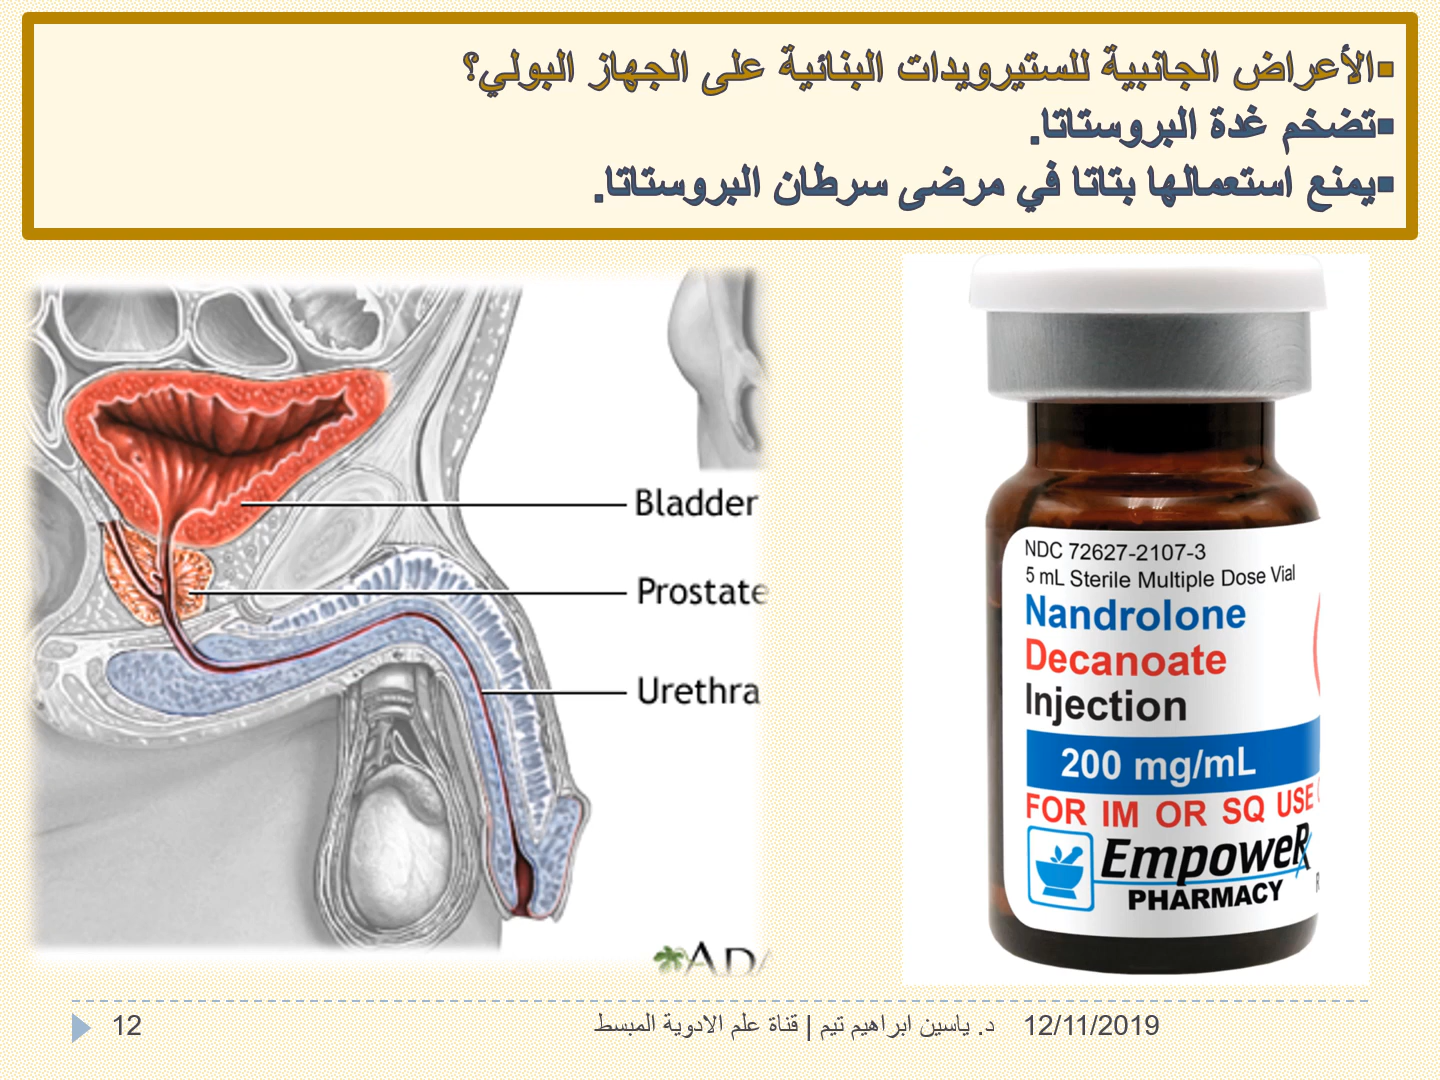 ▪الأعراض الجانبية للستيرويدات البنائية على الجهاز البولي؟
▪تضخم غدة البروستاتا.
▪يمنع استعمالها بتاتا في مرضى سرطان البروستاتا.
Bladder
Prostate
Urethra
NDC 72627-2107-3
5 mL Sterile Multiple Dose Vial
Nandrolone
Decanoate
Injection
200 mg/mL
FOR IM OR SQ USE
EmpoweR
PHARMACY
12/11/2019
د. ياسين ابراهيم تيم | قناة علم الادوية المبسط
12